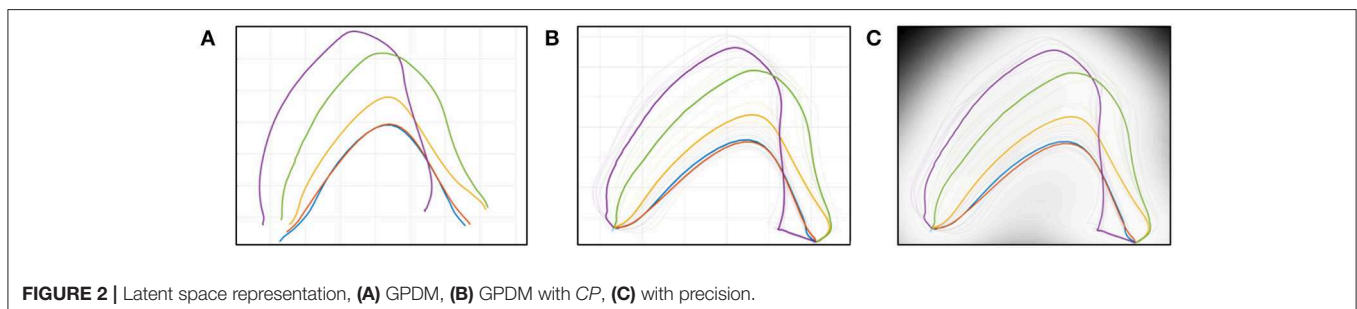 A
B
C
FIGURE 2 | Latent space representation, (A) GPDM, (B) GPDM with CP, (C) with precision.